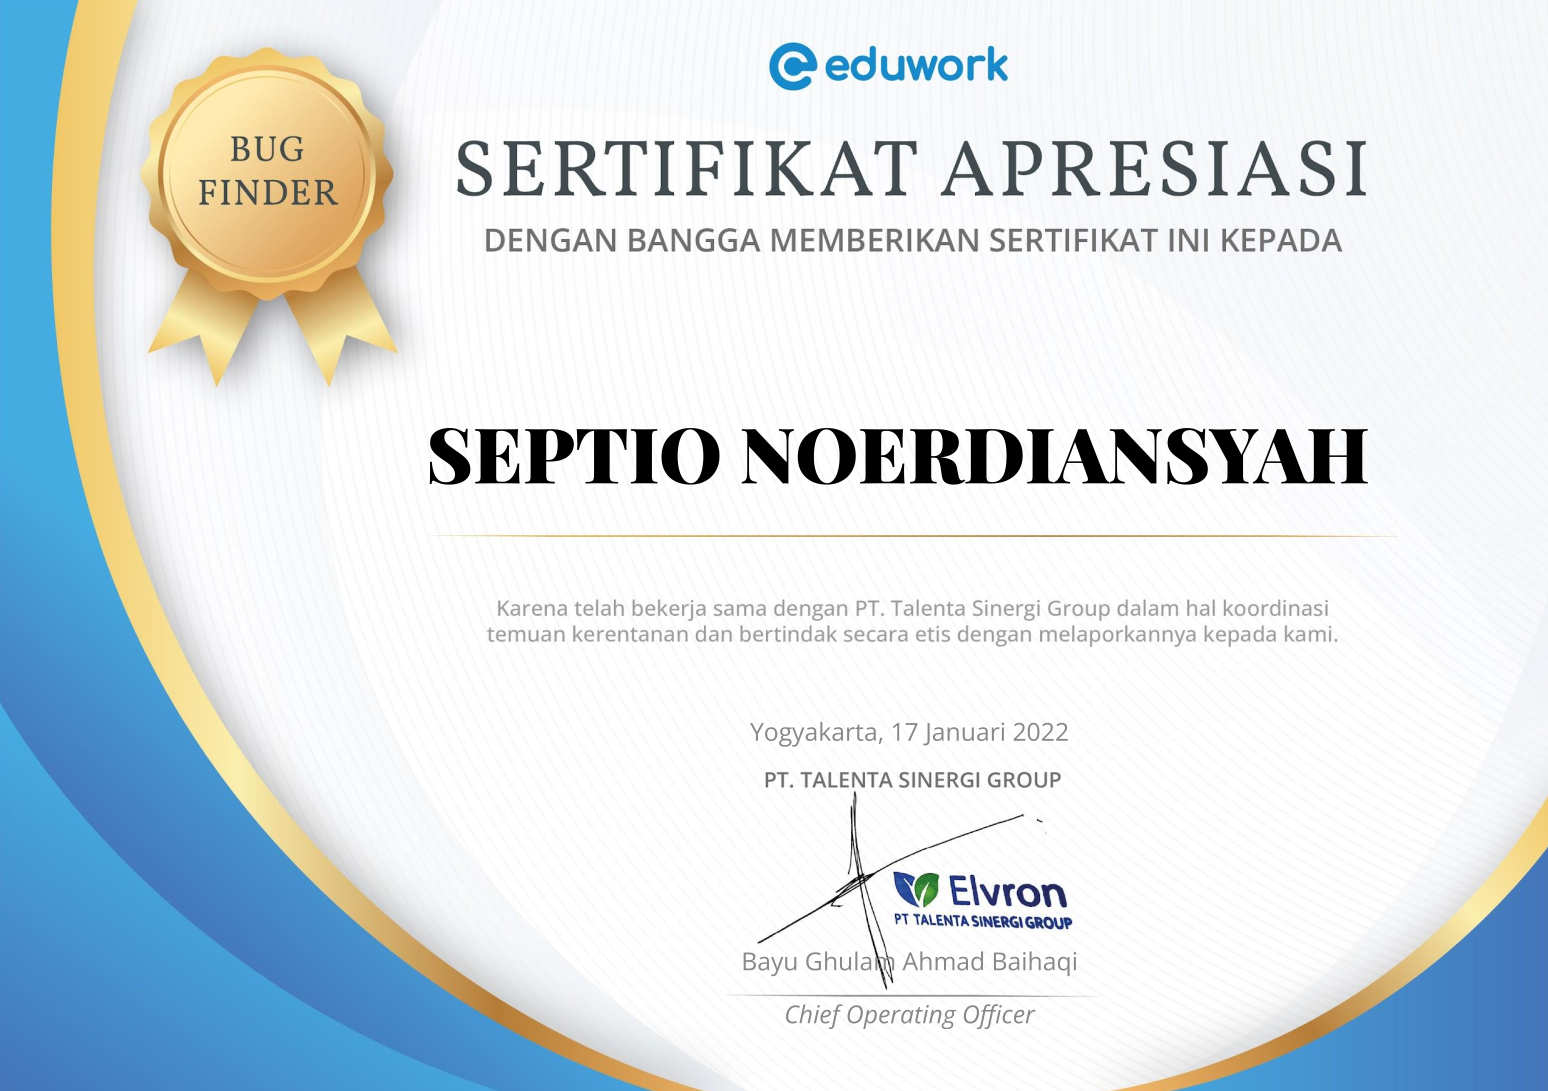 eduwork
BUG
FINDER
SERTIFIKAT APRESIASI
DENGAN BANGGA MEMBERIKAN SERTIFIKAT INI KEPADA
SEPTIO NOERDIANSYAH
Karena telah bekerja sama dengan PT. Talenta Sinergi Group dalam hal koordinasi
temuan kerentanan dan bertindak secara etis dengan melaporkannya kepada kami.
Yogyakarta, 17 Januari 2022
PT. TALENTA SINERGI GROUP
Elvron
PT TALENTA SINERGI GROUP
Bayu Ghulam Ahmad Baihaqi
Chief Operating Officer